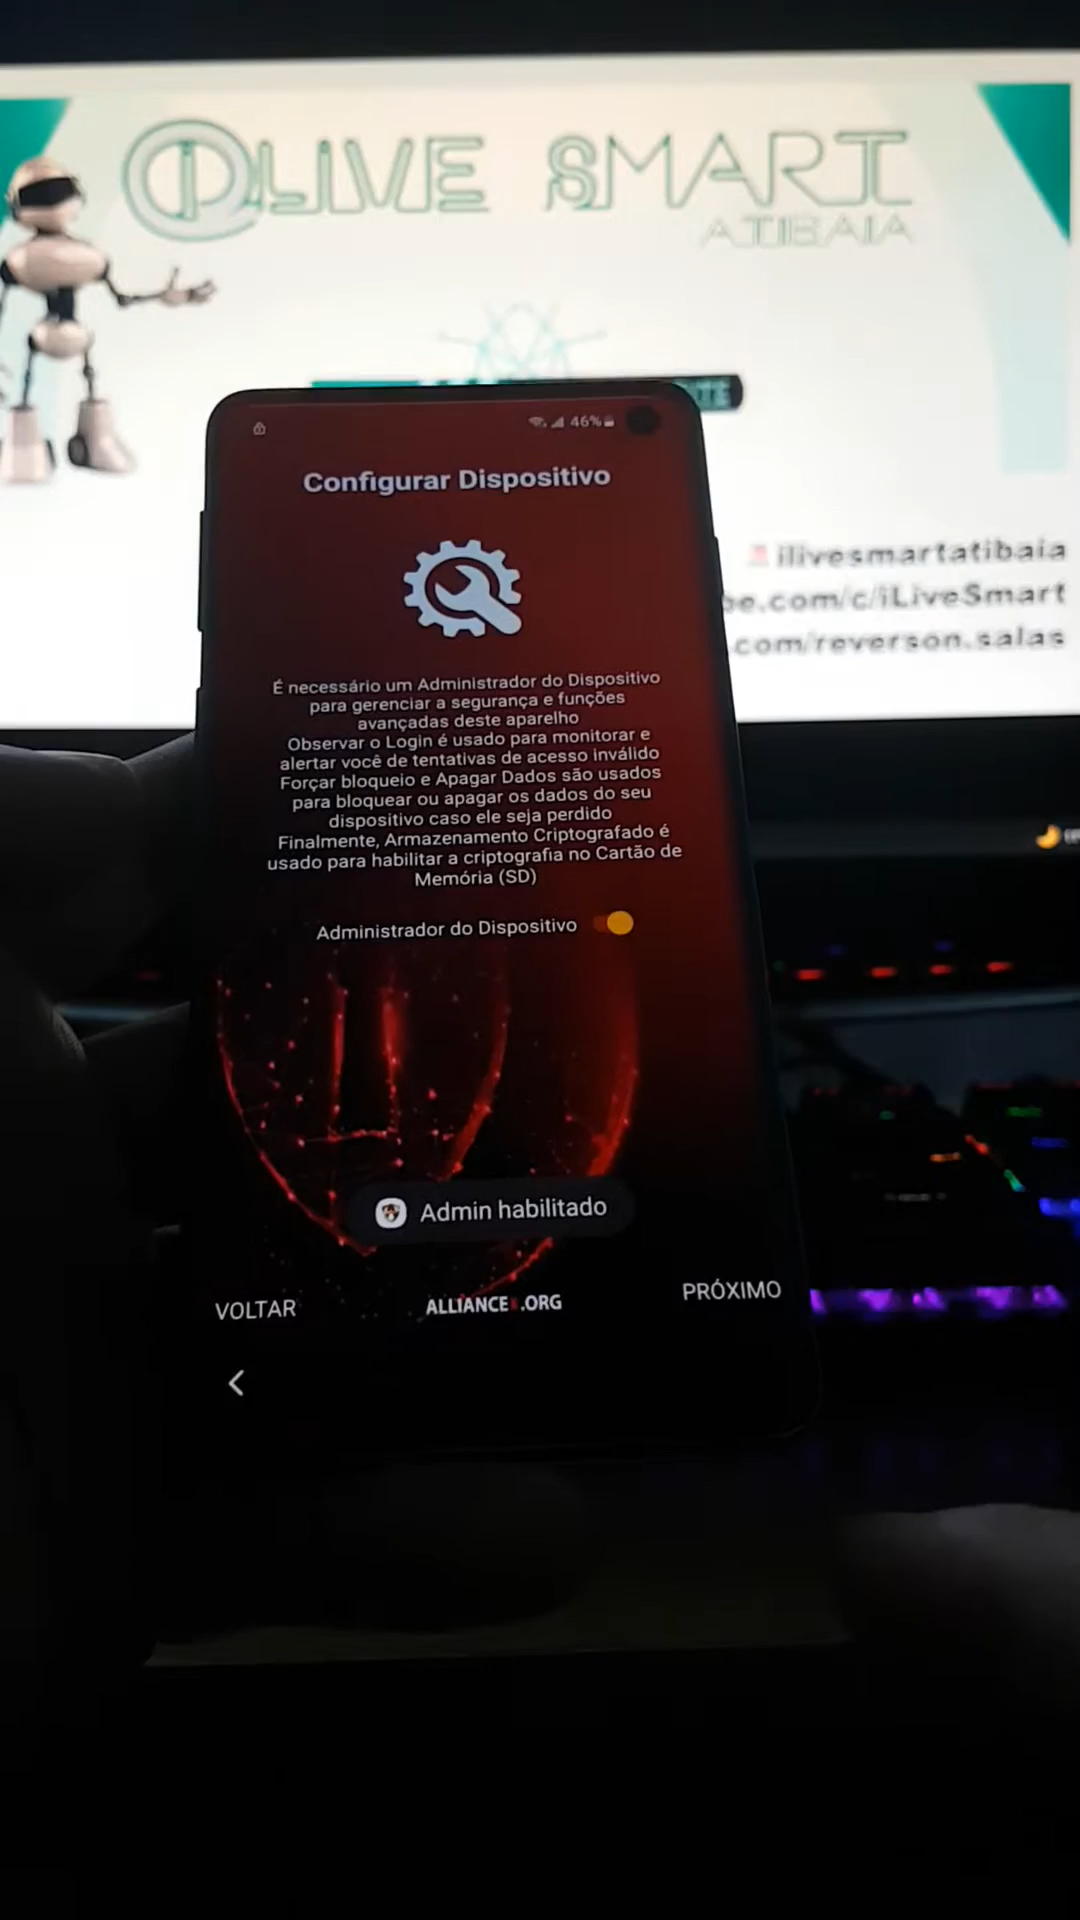 iLIVE SMART
ATIBAIA
ilivesmartatibaia
be.com/c/iLiveSmart
.com/reverson.salas
46%
Configurar Dispositivo
É necessário um Administrador do Dispositivo
para gerenciar a segurança e funções
avançadas deste aparelho
Observar o Login é usado para monitorar e
alertar você de tentativas de acesso inválido
Forçar bloqueio e Apagar Dados são usados
para bloquear ou apagar os dados do seu
dispositivo caso ele seja perdido
Finalmente, Armazenamento Criptografado é
usado para habilitar a criptografia no Cartão de
Memória (SD)
Administrador do Dispositivo
Admin habilitado
VOLTAR
ALLIANCEX.ORG
PRÓXIMO